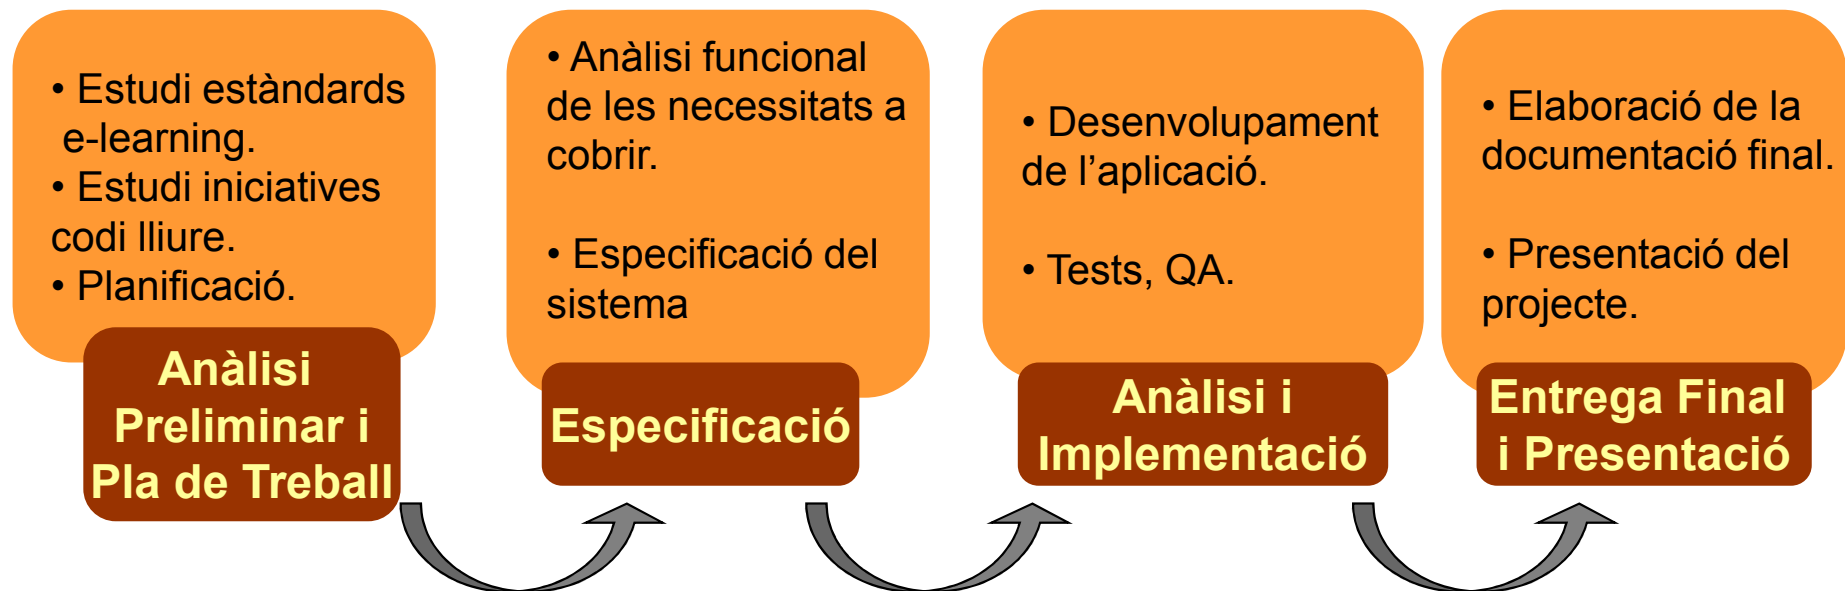 • Estudi estàndards
e-learning.
• Estudi iniciatives
codi lliure.
• Planificació.
Anàlisi
Preliminar i
Pla de Treball
• Anàlisi funcional
de les necessitats a
cobrir.
• Especificació del
sistema
Especificació
• Desenvolupament
de l’aplicació.
• Tests, QA.
Anàlisi i
Implementació
• Elaboració de la
documentació final.
• Presentació del
projecte.
Entrega Final
i Presentació